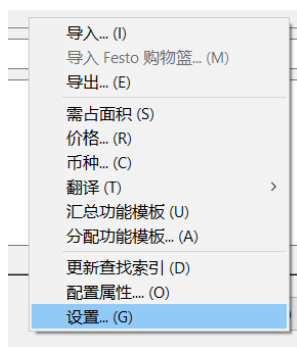 导入... (I)
导入 Festo 购物篮... (M)
导出... (E)
需占面积 (S)
价格... (R)
币种... (C)
翻译 (T)
汇总功能模板 (U)
分配功能模板... (A)
更新查找索引 (D)
配置属性.... (O)
设置... (G)